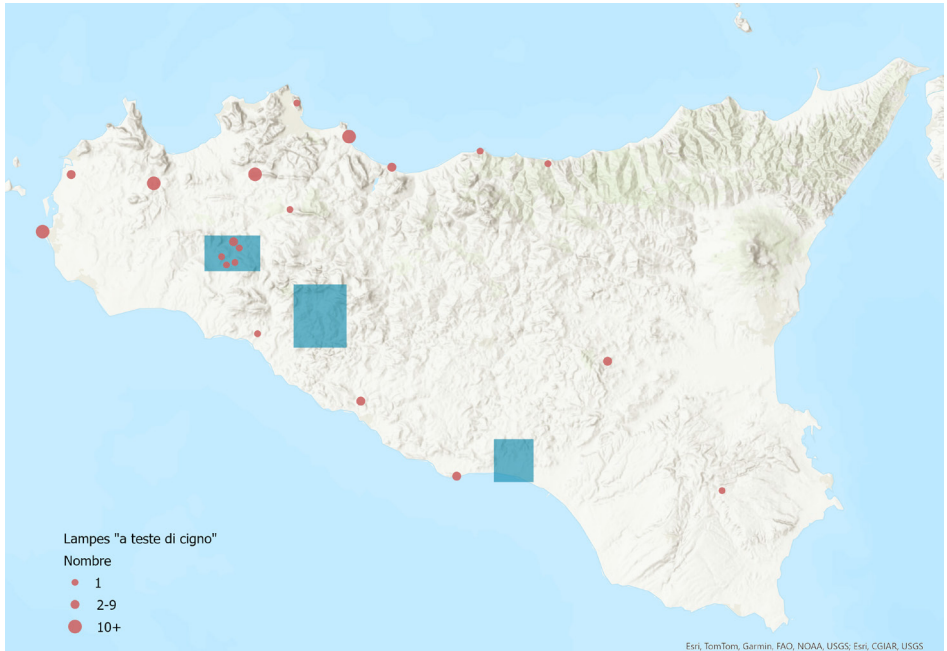 Lampes "a teste di cigno"
Nombre
1
2-9
10+
Esri, TomTom, Garmin, FAO, NOAA, USGS; Esri, CGIAR, USGS